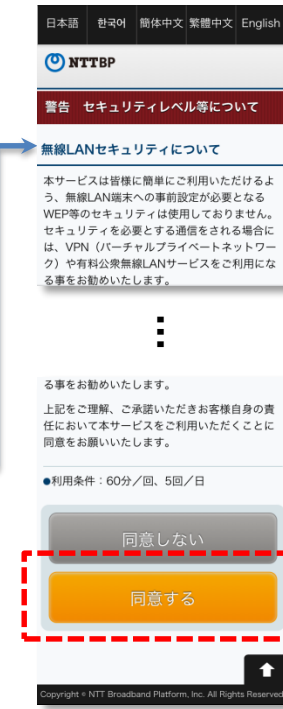 日本語 한국어 簡体中文 繁體中文 English
NTTBP
警告 セキュリティレベル等について
無線LANセキュリティについて
本サービスは皆様に簡単にご利用いただけるよ
う、無線LAN端末への事前設定が必要となる
WEP等のセキュリティは使用しておりません。
セキュリティを必要とする通信をされる場合に
は、VPN（バーチャルプライベートネットワー
ク）や有料公衆無線LANサービスをご利用にな
る事をお勧めいたします。
る事をお勧めいたします。
上記をご理解、ご承諾いただきお客様自身の責
任において本サービスをご利用いただくことに
同意をお願いいたします。
●利用条件：60分／回、5回／日
同意しない
同意する
Copyright © NTT Broadband Platform, Inc. All Rights Reserved